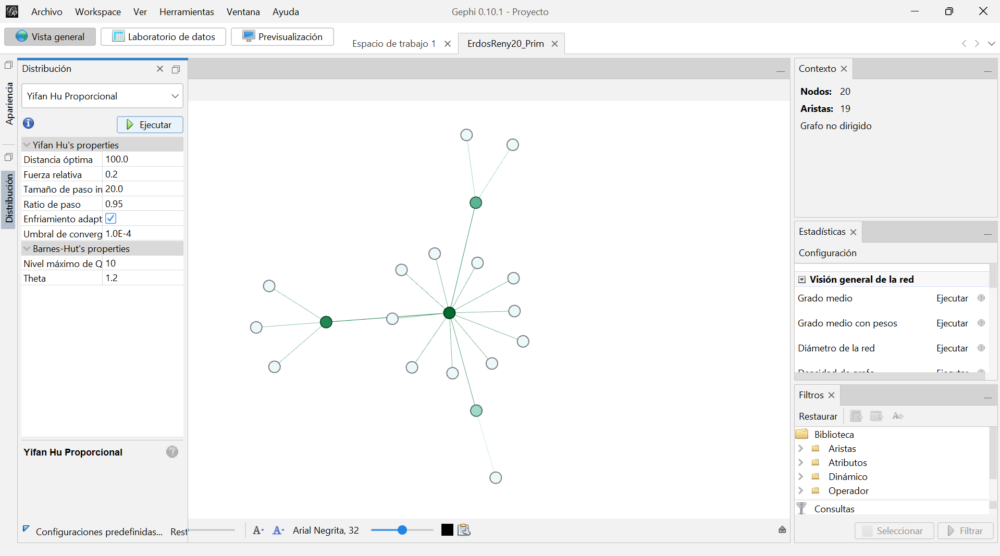 Archivo Workspace Ver Herramientas Ventana Ayuda
Gephi 0.10.1 - Proyecto
Vista general
Laboratorio de datos
Previsualización
Espacio de trabajo 1
ErdosReny20_Prim
Apariencia
Distribución
Distribución
Yifan Hu Proporcional
Ejecutar
Yifan Hu's properties
Distancia óptima 100.0
Fuerza relativa 0.2
Tamaño de paso in 20.0
Ratio de paso 0.95
Enfriamiento adapt
Umbral de converg 1.0E-4
Barnes-Hut's properties
Nivel máximo de Q 10
Theta 1.2
Yifan Hu Proporcional
Configuraciones predefinidas... Rest
Arial Negrita, 32
Contexto
Nodos: 20
Aristas: 19
Grafo no dirigido
Estadísticas
Configuración
Visión general de la red
Grado medio Ejecutar
Grado medio con pesos Ejecutar
Diámetro de la red Ejecutar
Densidad de grafo Ejecutar
Filtros
Restaurar
Biblioteca
Aristas
Atributos
Dinámico
Operador
Consultas
Seleccionar
Filtrar